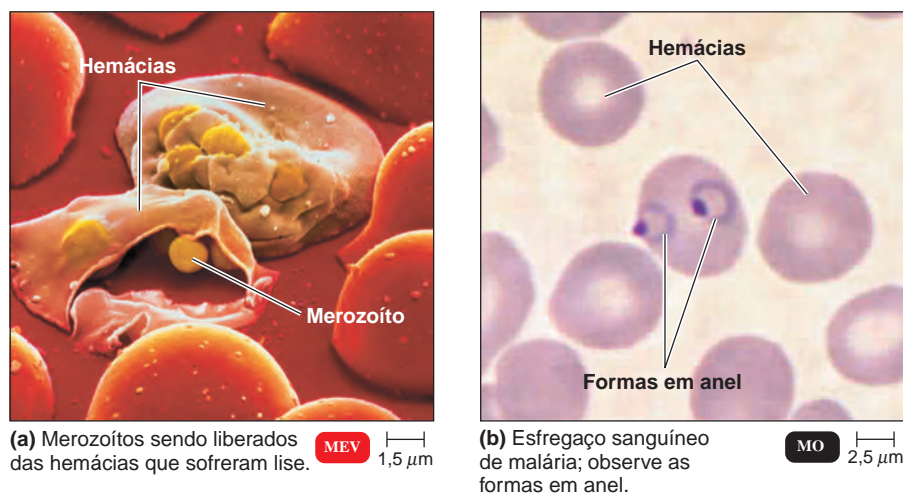 Hemácias
Merozoíto
(a) Merozoítos sendo liberados
das hemácias que sofreram lise.
MEV
1,5 μm
Hemácias
Formas em anel
(b) Esfregaço sanguíneo
de malária; observe as
formas em anel.
MO
2,5 μm